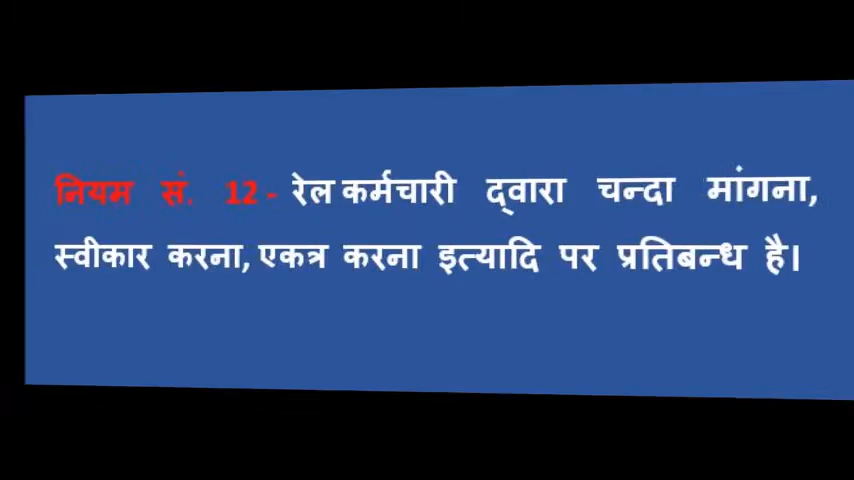 नियम सं. 12 - रेल कर्मचारी द्वारा चन्दा मांगना,
स्वीकार करना, एकत्र करना इत्यादि पर प्रतिबन्ध है।